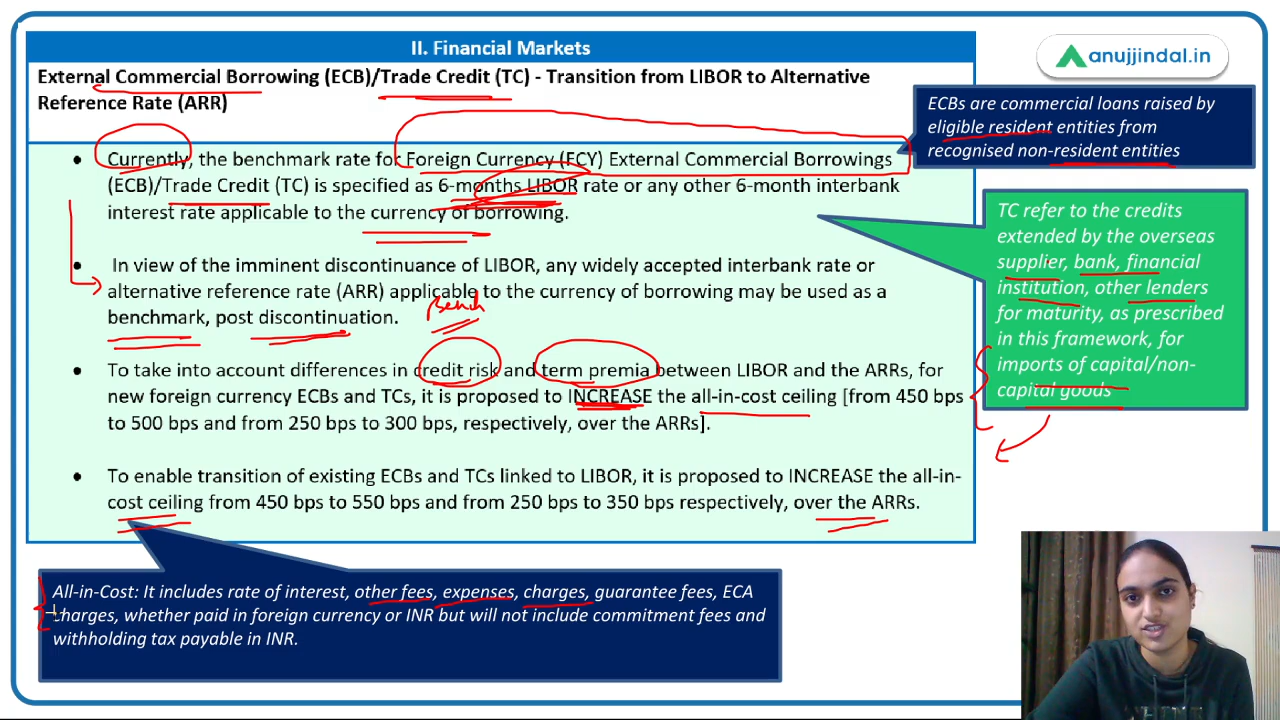 II. Financial Markets
External Commercial Borrowing (ECB)/Trade Credit (TC) - Transition from LIBOR to Alternative
Reference Rate (ARR)
• Currently, the benchmark rate for Foreign Currency (FCY) External Commercial Borrowings
(ECB)/Trade Credit (TC) is specified as 6-months LIBOR rate or any other 6-month interbank
interest rate applicable to the currency of borrowing.
• In view of the imminent discontinuance of LIBOR, any widely accepted interbank rate or
alternative reference rate (ARR) applicable to the currency of borrowing may be used as a
benchmark, post discontinuation.
Bench
• To take into account differences in credit risk and term premia between LIBOR and the ARRs, for
new foreign currency ECBs and TCs, it is proposed to INCREASE the all-in-cost ceiling [from 450 bps
to 500 bps and from 250 bps to 300 bps, respectively, over the ARRs].
• To enable transition of existing ECBs and TCs linked to LIBOR, it is proposed to INCREASE the all-in-
cost ceiling from 450 bps to 550 bps and from 250 bps to 350 bps respectively, over the ARRs.
anujjindal.in
ECBs are commercial loans raised by
eligible resident entities from
recognised non-resident entities
TC refer to the credits
extended by the overseas
supplier, bank, financial
institution, other lenders
for maturity, as prescribed
in this framework, for
imports of capital/non-
capital goods
All-in-Cost: It includes rate of interest, other fees, expenses, charges, guarantee fees, ECA
charges, whether paid in foreign currency or INR but will not include commitment fees and
withholding tax payable in INR.